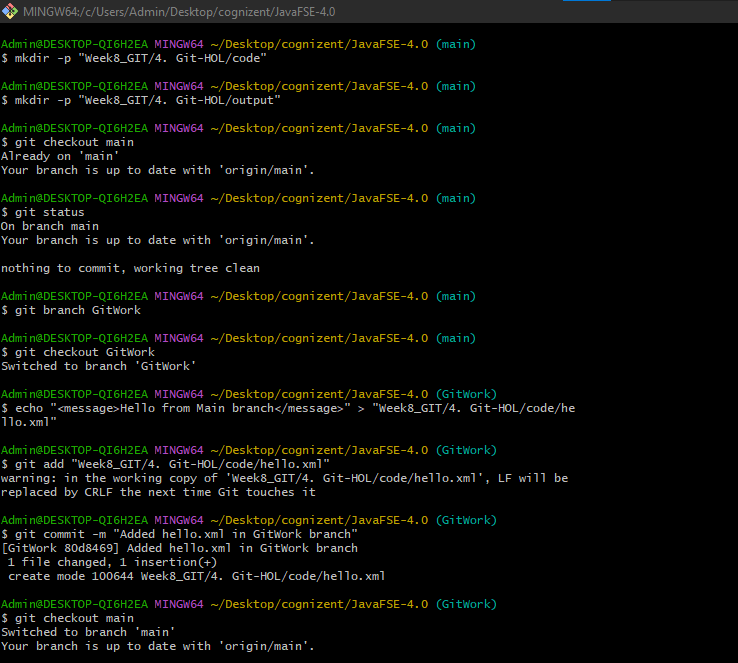 MINGW64:/c/Users/Admin/Desktop/cognizent/JavaFSE-4.0
Admin@DESKTOP-QI6H2EA MINGW64 ~/Desktop/cognizent/JavaFSE-4.0 (main)
$ mkdir -p "Week8_GIT/4. Git-HOL/code"
Admin@DESKTOP-QI6H2EA MINGW64 ~/Desktop/cognizent/JavaFSE-4.0 (main)
$ mkdir -p "Week8_GIT/4. Git-HOL/output"
Admin@DESKTOP-QI6H2EA MINGW64 ~/Desktop/cognizent/JavaFSE-4.0 (main)
$ git checkout main
Already on 'main'
Your branch is up to date with 'origin/main'.
Admin@DESKTOP-QI6H2EA MINGW64 ~/Desktop/cognizent/JavaFSE-4.0 (main)
$ git status
On branch main
Your branch is up to date with 'origin/main'.
nothing to commit, working tree clean
Admin@DESKTOP-QI6H2EA MINGW64 ~/Desktop/cognizent/JavaFSE-4.0 (main)
$ git branch GitWork
Admin@DESKTOP-QI6H2EA MINGW64 ~/Desktop/cognizent/JavaFSE-4.0 (main)
$ git checkout GitWork
Switched to branch 'GitWork'
Admin@DESKTOP-QI6H2EA MINGW64 ~/Desktop/cognizent/JavaFSE-4.0 (GitWork)
$ echo "<message>Hello from Main branch</message>" > "Week8_GIT/4. Git-HOL/code/he
llo.xml"
Admin@DESKTOP-QI6H2EA MINGW64 ~/Desktop/cognizent/JavaFSE-4.0 (GitWork)
$ git add "Week8_GIT/4. Git-HOL/code/hello.xml"
warning: in the working copy of 'Week8_GIT/4. Git-HOL/code/hello.xml', LF will be
replaced by CRLF the next time Git touches it
Admin@DESKTOP-QI6H2EA MINGW64 ~/Desktop/cognizent/JavaFSE-4.0 (GitWork)
$ git commit -m "Added hello.xml in GitWork branch"
[GitWork 80d8469] Added hello.xml in GitWork branch
1 file changed, 1 insertion(+)
create mode 100644 Week8_GIT/4. Git-HOL/code/hello.xml
Admin@DESKTOP-QI6H2EA MINGW64 ~/Desktop/cognizent/JavaFSE-4.0 (GitWork)
$ git checkout main
Switched to branch 'main'
Your branch is up to date with 'origin/main'.